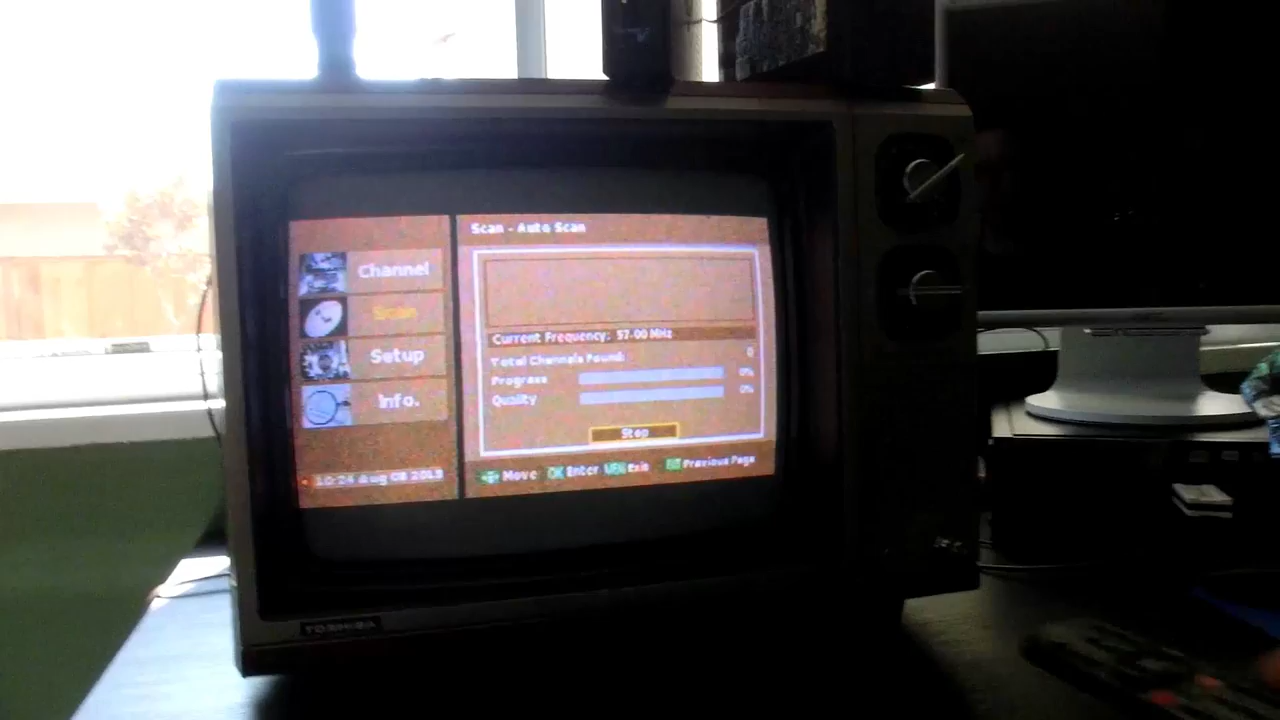 Scan - Auto Scan
Channel
Scan
Setup
Info.
Current Frequency: 57.00 MHz
Total Channels Found: 0
Progress 0%
Quality 0%
Stop
10:24 Aug 08
Move OK Enter MENU Exit Previous Page
TOSHIBA